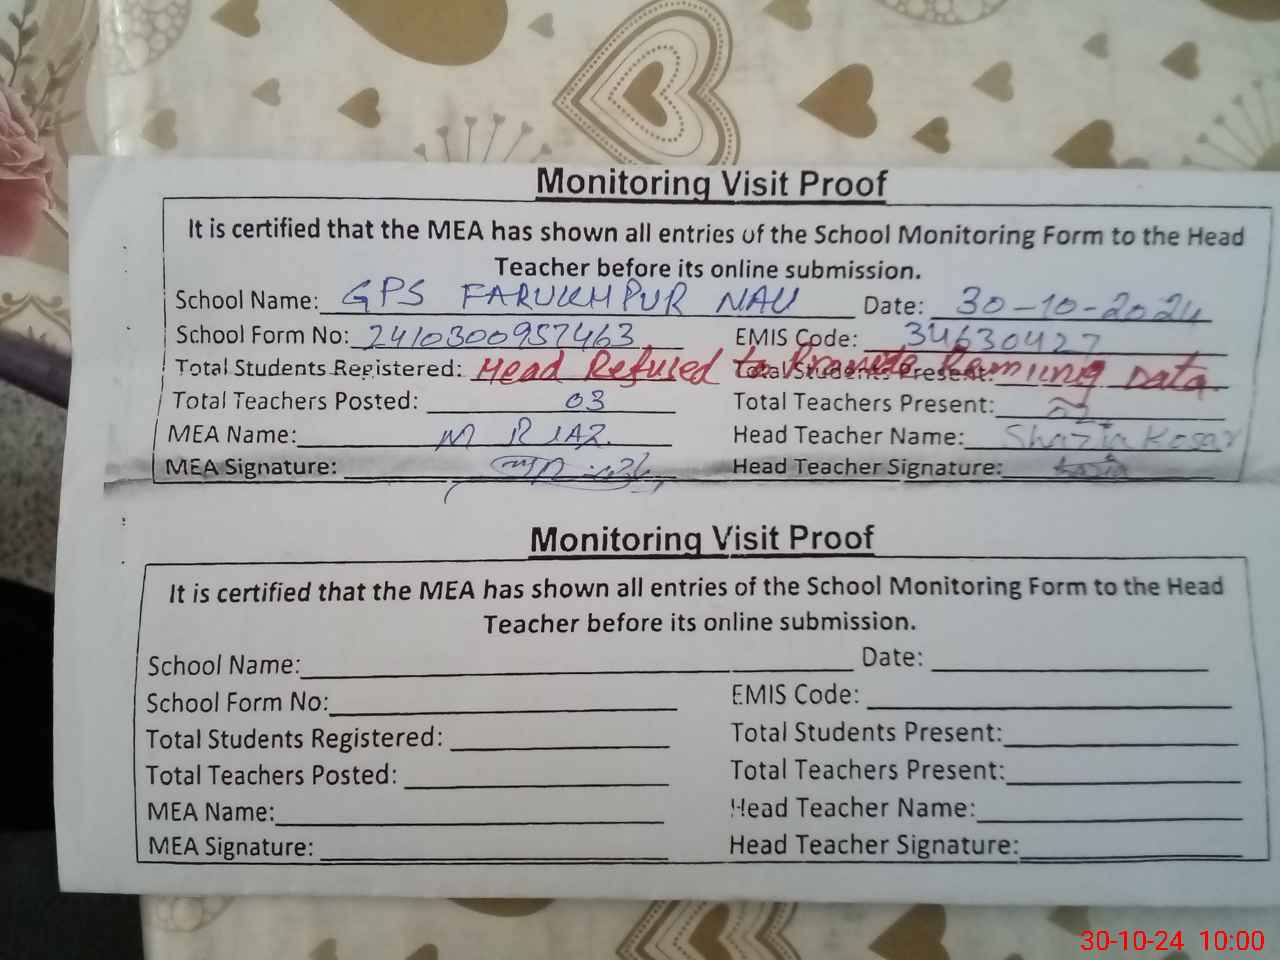 Monitoring Visit Proof
It is certified that the MEA has shown all entries of the School Monitoring Form to the Head
Teacher before its online submission.
School Name: GPS FARUKHPUR NAU Date: 30-10-2024
School Form No: 2410300957463 EMIS Code: 34630427
Total Students Registered: Total Students Present:
Head Refused to Provide Remiing Data
Total Teachers Posted: 03 Total Teachers Present:
MEA Name: M RIAZ. Head Teacher Name: Shazia Kosar
MEA Signature: Head Teacher Signature:
Monitoring Visit Proof
It is certified that the MEA has shown all entries of the School Monitoring Form to the Head
Teacher before its online submission.
School Name: Date:
School Form No: EMIS Code:
Total Students Registered: Total Students Present:
Total Teachers Posted: Total Teachers Present:
MEA Name: Head Teacher Name:
MEA Signature: Head Teacher Signature:
30-10-24 10:00